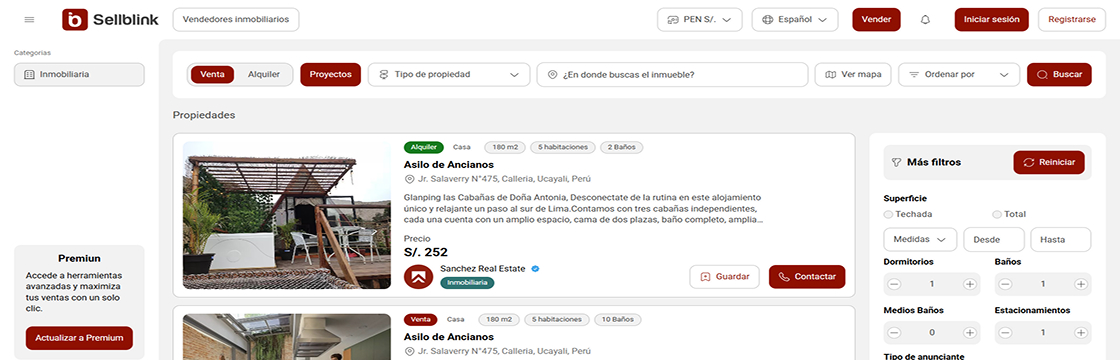 Sellblink
Vendedores inmobiliarios
PEN S/.
Español
Vender
Iniciar sesión
Registrarse
Categorias
Inmobiliaria
Venta
Alquiler
Proyectos
Tipo de propiedad
¿En donde buscas el inmueble?
Ver mapa
Ordenar por
Buscar
Propiedades
Alquiler
Casa
180 m2
5 habitaciones
2 Baños
Asilo de Ancianos
Jr. Salaverry N°475, Calleria, Ucayali, Perú
Glanping las Cabañas de Doña Antonia, Desconectate de la rutina en este alojamiento
único y relajante un paso al sur de Lima.Contamos con tres cabañas independientes,
cada una cuenta con un amplio espacio, cama de dos plazas, baño completo, amplia...
Precio
S/. 252
Sanchez Real Estate
Inmobiliaria
Guardar
Contactar
Venta
Casa
180 m2
5 habitaciones
10 Baños
Asilo de Ancianos
Jr. Salaverry N°475, Calleria, Ucayali, Perú
Más filtros
Reiniciar
Superficie
Techada
Total
Medidas
Desde
Hasta
Dormitorios
Baños
1
1
Medios Baños
Estacionamientos
0
1
Tipo de anunciante
Premiun
Accede a herramientas
avanzadas y maximiza
tus ventas con un solo
clic.
Actualizar a Premium